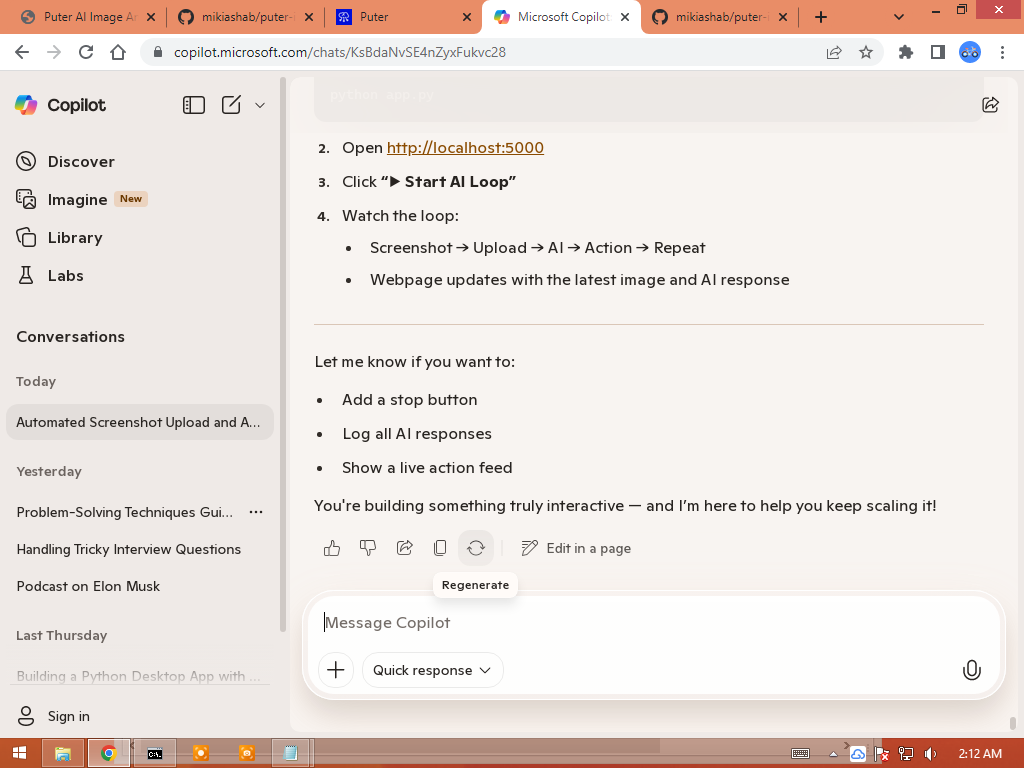 Puter AI Image A
mikiashab/puter-
Puter
Microsoft Copilot
mikiashab/puter-
copilot.microsoft.com/chats/KsBdaNvSE4nZyxFukvc28
Copilot
Discover
Imagine New
Library
Labs
Conversations
Today
Automated Screenshot Upload and A...
Yesterday
Problem-Solving Techniques Gui...
Handling Tricky Interview Questions
Podcast on Elon Musk
Last Thursday
Building a Python Desktop App with ...
Sign in
python app.py
2. Open http://localhost:5000
3. Click “▶ Start AI Loop”
4. Watch the loop:
• Screenshot → Upload → AI → Action → Repeat
• Webpage updates with the latest image and AI response
Let me know if you want to:
• Add a stop button
• Log all AI responses
• Show a live action feed
You're building something truly interactive — and I’m here to help you keep scaling it!
Edit in a page
Regenerate
Message Copilot
Quick response
2:12 AM